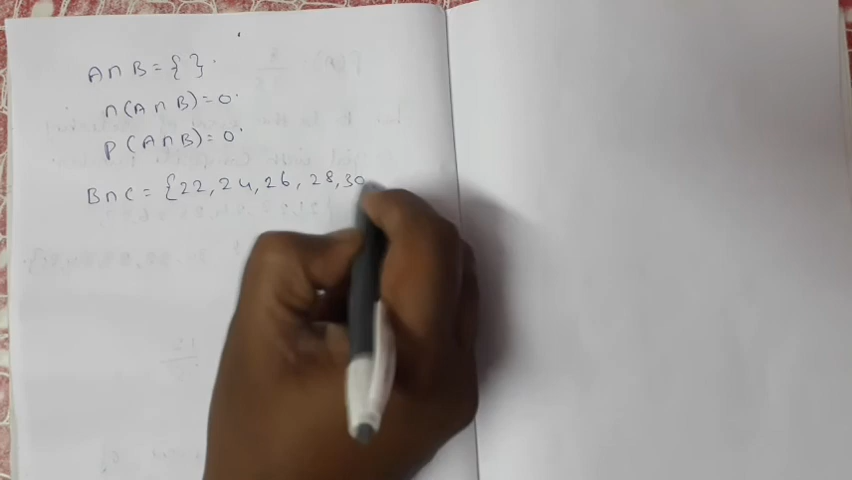 A∩B={ }.
n(A∩B)=0.
P(A∩B)=0.
B∩C = {22,24,26,28,30